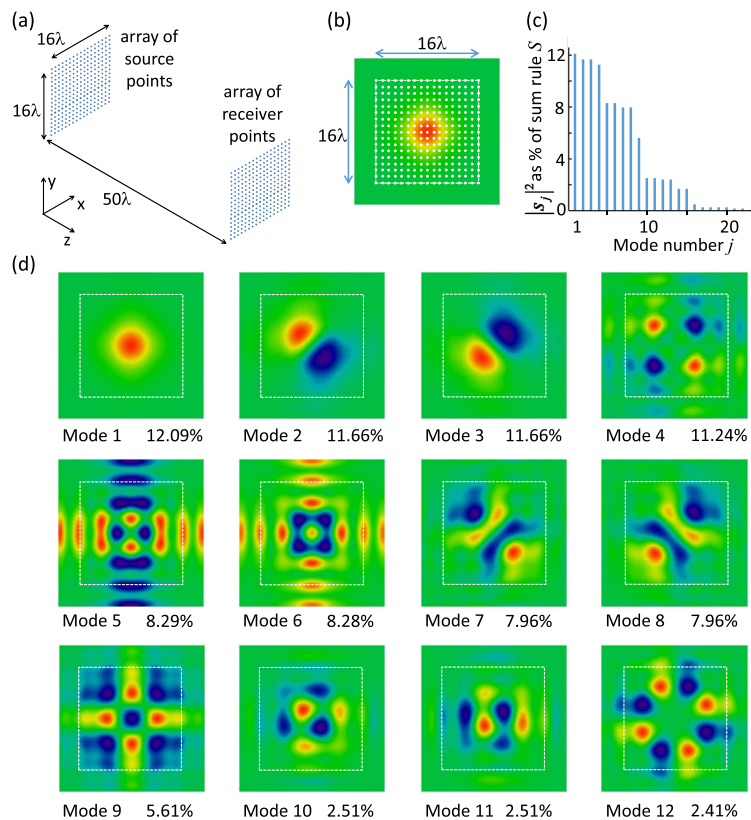 (a)
16λ
array of
source
points
16λ
array of
receiver
points
50λ
y
x
z
(b)
16λ
16λ
(c)
|s_j|² as % of sum rule S
12
8
4
0
1
10
20
Mode number j
(d)
Mode 1 12.09%
Mode 2 11.66%
Mode 3 11.66%
Mode 4 11.24%
Mode 5 8.29%
Mode 6 8.28%
Mode 7 7.96%
Mode 8 7.96%
Mode 9 5.61%
Mode 10 2.51%
Mode 11 2.51%
Mode 12 2.41%